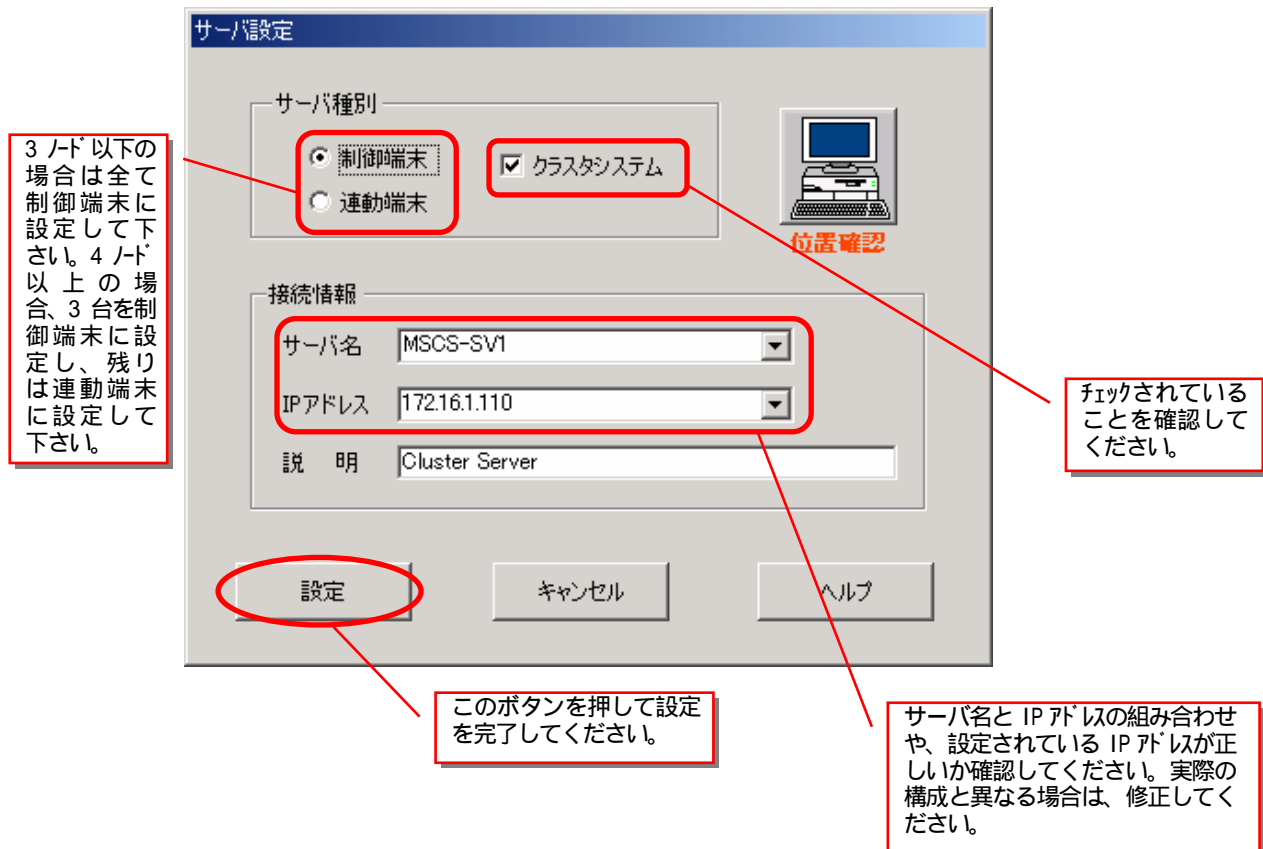 サーバ設定
サーバ種別
制御端末
連動端末
クラスタシステム
位置確認
接続情報
サーバ名
MSCS-SV1
IPアドレス
172.16.1.110
説 明
Cluster Server
設定
キャンセル
ヘルプ
3 ﾉｰﾄﾞ以下の
場合は全て
制御端末に
設定して下
さい。4 ﾉｰﾄﾞ
以上の場
合、3 台を制
御端末に設
定し、残り
は連動端末
に設定して
下さい。
ﾁｪｯｸされている
ことを確認して
ください。
このボタンを押して設定
を完了してください。
サーバ名と IP ｱﾄﾞﾚｽの組み合わせ
や、設定されている IP ｱﾄﾞﾚｽが正
しいか確認してください。実際の
構成と異なる場合は、修正してく
ださい。